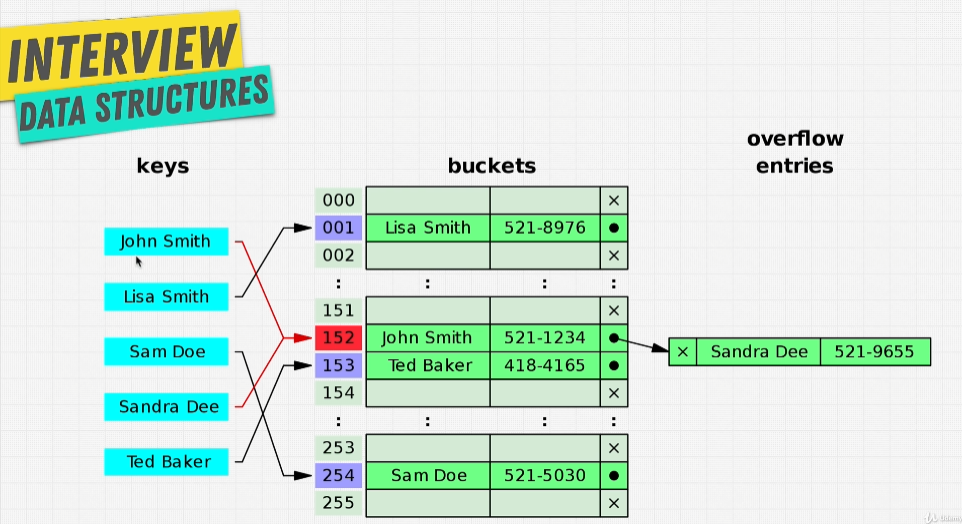 INTERVIEW
DATA STRUCTURES
keys
buckets
overflow
entries
John Smith
Lisa Smith
Sam Doe
Sandra Dee
Ted Baker
000 ×
001 Lisa Smith 521-8976 ●
002 ×
: : : :
151 ×
152 John Smith 521-1234 ●
153 Ted Baker 418-4165 ●
154 ×
: : : :
253 ×
254 Sam Doe 521-5030 ●
255 ×
× Sandra Dee 521-9655